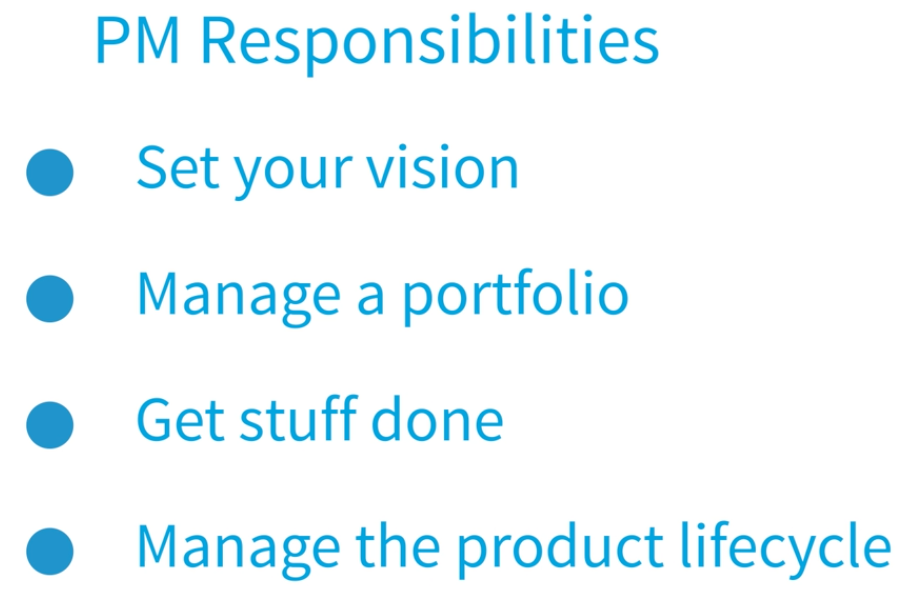 PM Responsibilities
Set your vision
Manage a portfolio
Get stuff done
Manage the product lifecycle